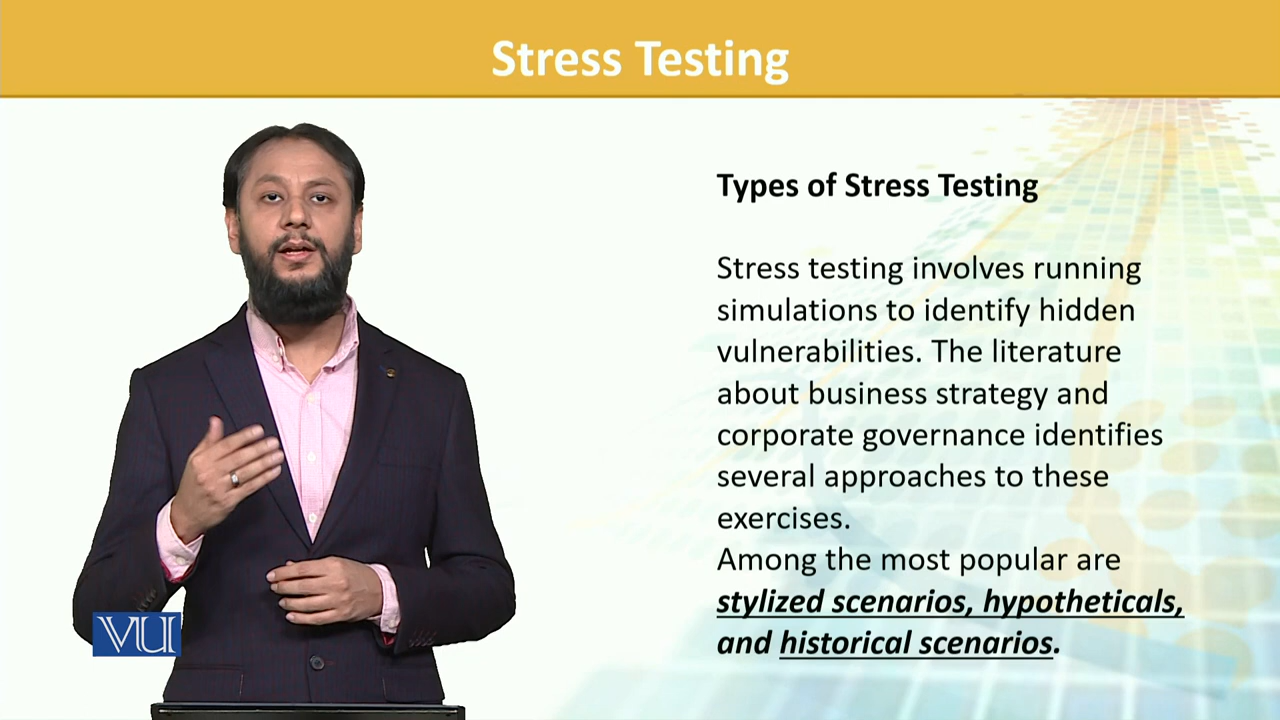 Stress Testing
Types of Stress Testing
Stress testing involves running
simulations to identify hidden
vulnerabilities. The literature
about business strategy and
corporate governance identifies
several approaches to these
exercises.
Among the most popular are
stylized scenarios, hypotheticals,
and historical scenarios.
VU